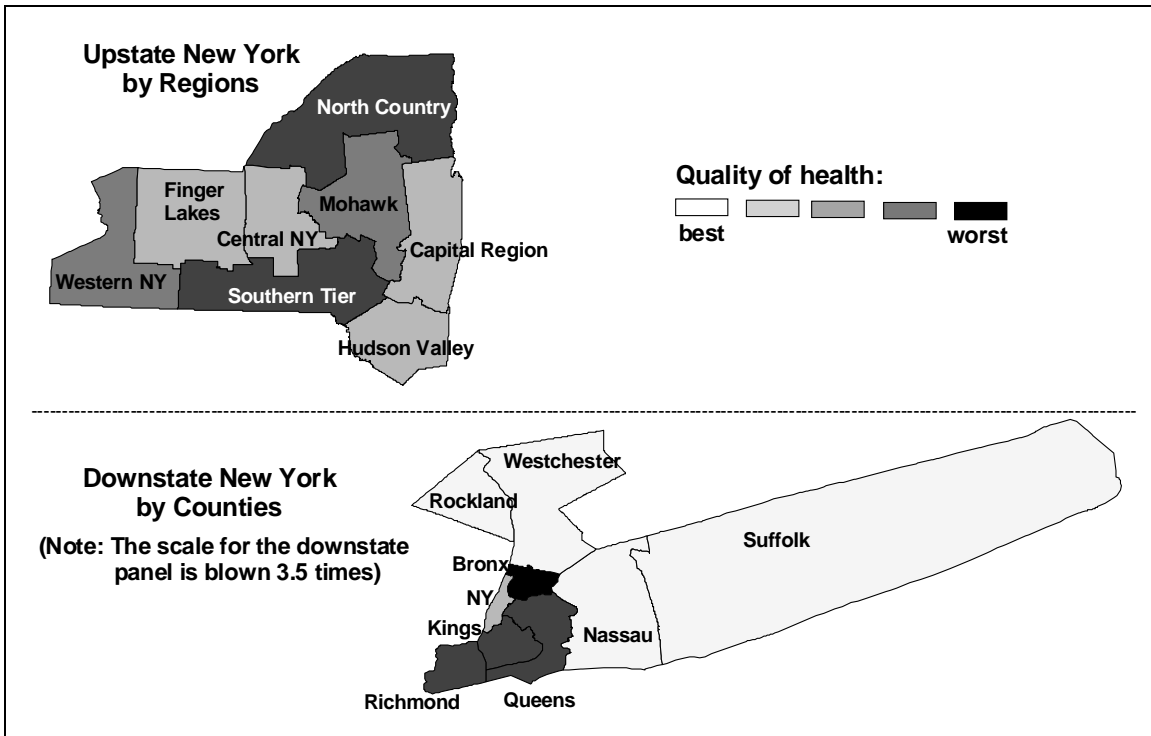 Upstate New York
by Regions
North Country
Finger
Lakes
Mohawk
Central NY
Capital Region
Western NY
Southern Tier
Hudson Valley
Quality of health:
best
worst
Downstate New York
by Counties
(Note: The scale for the downstate
panel is blown 3.5 times)
Westchester
Rockland
Suffolk
Bronx
NY
Kings
Nassau
Richmond
Queens